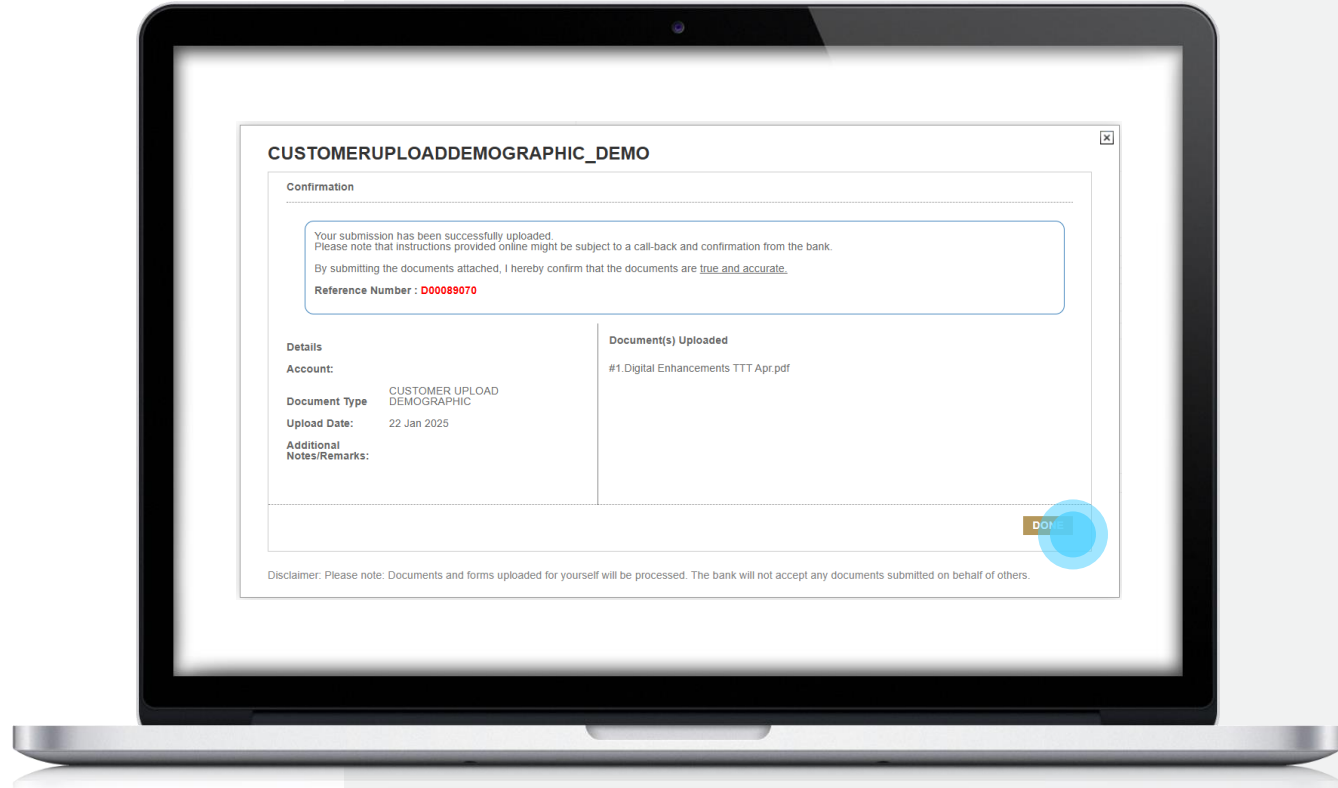 CUSTOMERUPLOADDEMOGRAPHIC_DEMO
Confirmation
Your submission has been successfully uploaded.
Please note that instructions provided online might be subject to a call-back and confirmation from the bank.
By submitting the documents attached, I hereby confirm that the documents are true and accurate.
Reference Number : D00089070
Details
Account:
Document Type
CUSTOMER UPLOAD
DEMOGRAPHIC
Upload Date: 22 Jan 2025
Additional
Notes/Remarks:
Document(s) Uploaded
#1.Digital Enhancements TTT Apr.pdf
DONE
Disclaimer: Please note: Documents and forms uploaded for yourself will be processed. The bank will not accept any documents submitted on behalf of others.